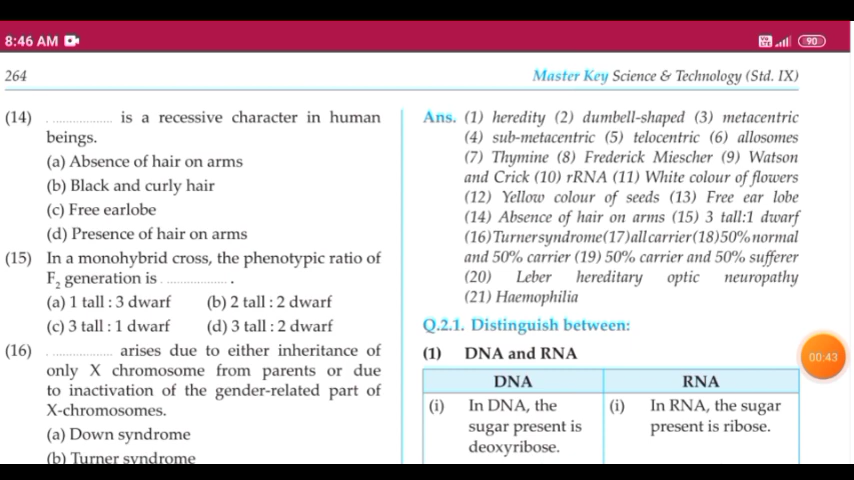 8:46 AM
Vo LTE 90
264
Master Key Science & Technology (Std. IX)
(14) . .................. is a recessive character in human
beings.
(a) Absence of hair on arms
(b) Black and curly hair
(c) Free earlobe
(d) Presence of hair on arms
(15) In a monohybrid cross, the phenotypic ratio of
F2 generation is . .................. .
(a) 1 tall : 3 dwarf (b) 2 tall : 2 dwarf
(c) 3 tall : 1 dwarf (d) 3 tall : 2 dwarf
(16) . .................. arises due to either inheritance of
only X chromosome from parents or due
to inactivation of the gender-related part of
X-chromosomes.
(a) Down syndrome
(b) Turner syndrome
Ans. (1) heredity (2) dumbell-shaped (3) metacentric
(4) sub-metacentric (5) telocentric (6) allosomes
(7) Thymine (8) Frederick Miescher (9) Watson
and Crick (10) rRNA (11) White colour of flowers
(12) Yellow colour of seeds (13) Free ear lobe
(14) Absence of hair on arms (15) 3 tall:1 dwarf
(16) Turner syndrome (17) all carrier (18) 50% normal
and 50% carrier (19) 50% carrier and 50% sufferer
(20) Leber hereditary optic neuropathy
(21) Haemophilia
Q.2.1. Distinguish between:
(1) DNA and RNA
DNA RNA
(i) In DNA, the (i) In RNA, the sugar
sugar present is present is ribose.
deoxyribose.
00:43